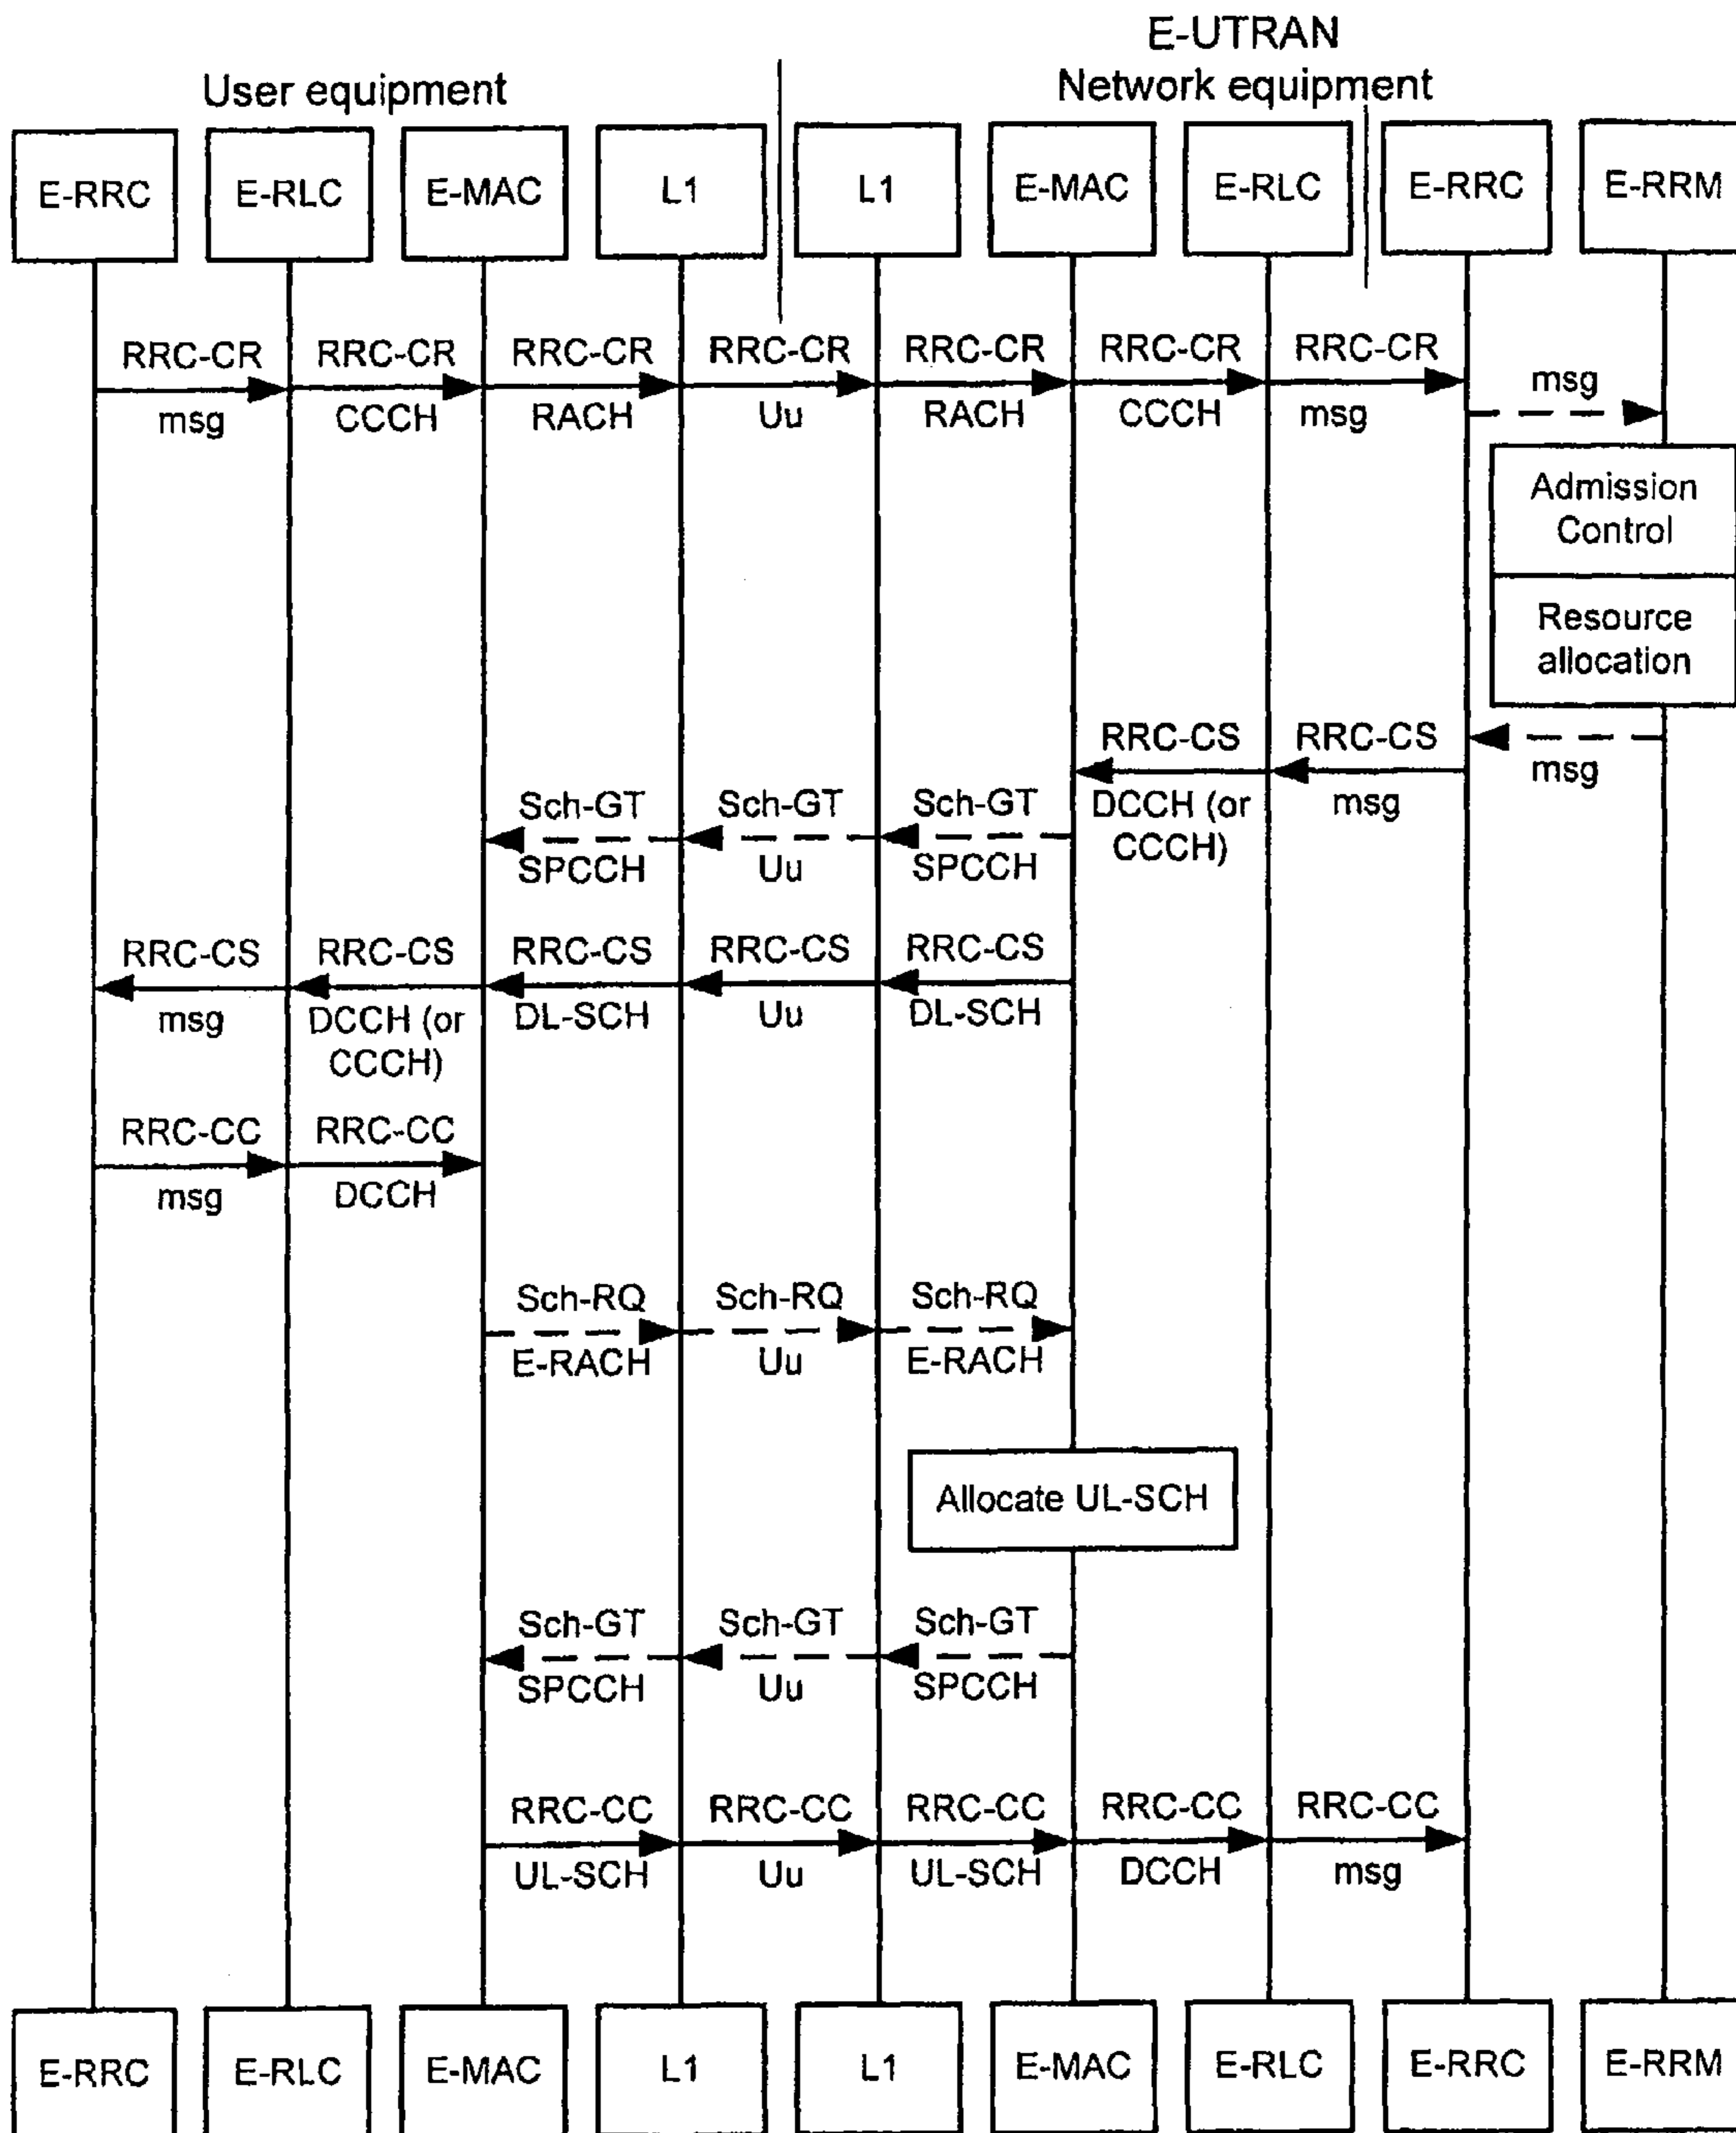 E-UTRAN
User equipment
Network equipment
E-RRC
E-RLC
E-MAC
L1
L1
E-MAC
E-RLC
E-RRC
E-RRM
RRC-CR
RRC-CR
RRC-CR
RRC-CR
RRC-CR
RRC-CR
RRC-CR
msg
msg
CCCH
RACH
Uu
RACH
CCCH
msg
Admission
Control
Resource
allocation
RRC-CS
RRC-CS
msg
DCCH (or
CCCH)
msg
Sch-GT
Sch-GT
Sch-GT
SPCCH
Uu
SPCCH
RRC-CS
RRC-CS
RRC-CS
RRC-CS
RRC-CS
msg
DCCH (or
CCCH)
DL-SCH
Uu
DL-SCH
RRC-CC
RRC-CC
msg
DCCH
Sch-RQ
Sch-RQ
Sch-RQ
E-RACH
Uu
E-RACH
Allocate UL-SCH
Sch-GT
Sch-GT
Sch-GT
SPCCH
Uu
SPCCH
RRC-CC
RRC-CC
RRC-CC
RRC-CC
RRC-CC
UL-SCH
Uu
UL-SCH
DCCH
msg
E-RRC
E-RLC
E-MAC
L1
L1
E-MAC
E-RLC
E-RRC
E-RRM